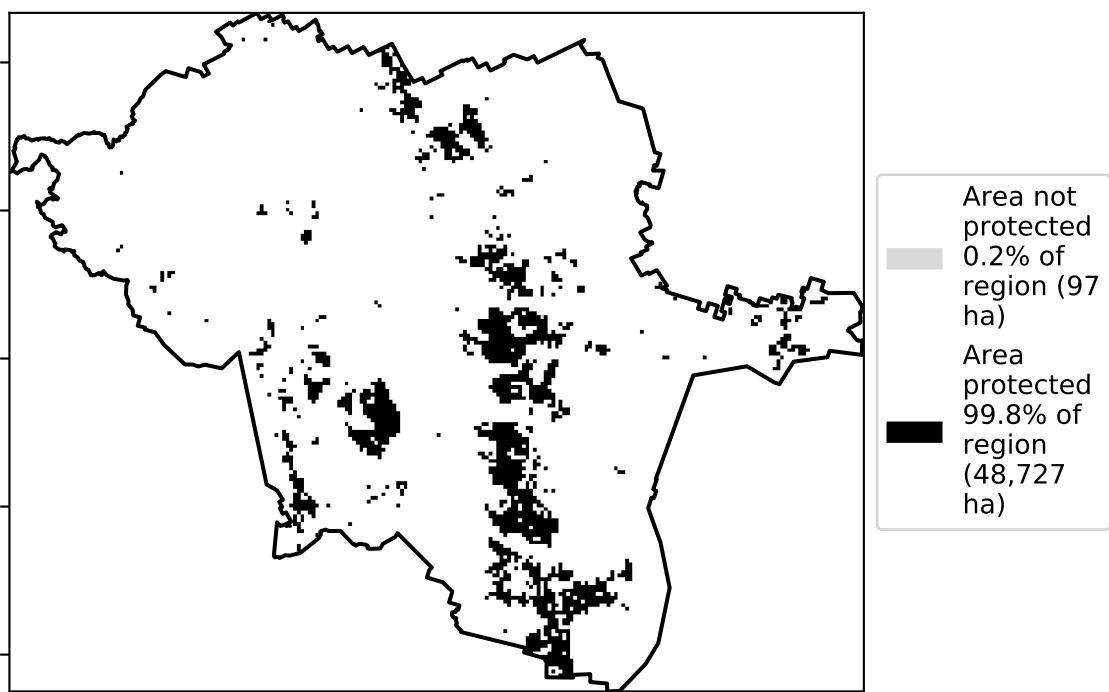 Area not
protected
0.2% of
region (97
ha)
Area
protected
99.8% of
region
(48,727
ha)